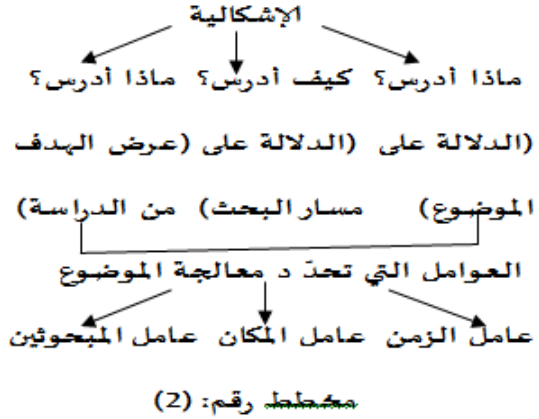 الإشكالية
ماذا أدرس؟ كيف أدرس؟ ماذا أدرس؟
(الدلالة على (الدلالة على (عرض الهدف
الموضوع) مسار البحث) من الدراسة)
العوامل التي تحدّ د معالجة الموضوع
عامل الزمن عامل المكان عامل المبحوثين
مخطط رقم: (2)